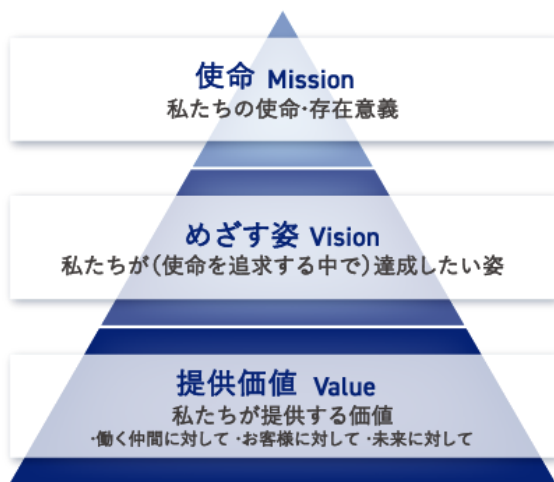 使命 Mission
私たちの使命・存在意義
めざす姿 Vision
私たちが(使命を追求する中で)達成したい姿
提供価値 Value
私たちが提供する価値
・働く仲間に対して ・お客様に対して ・未来に対して